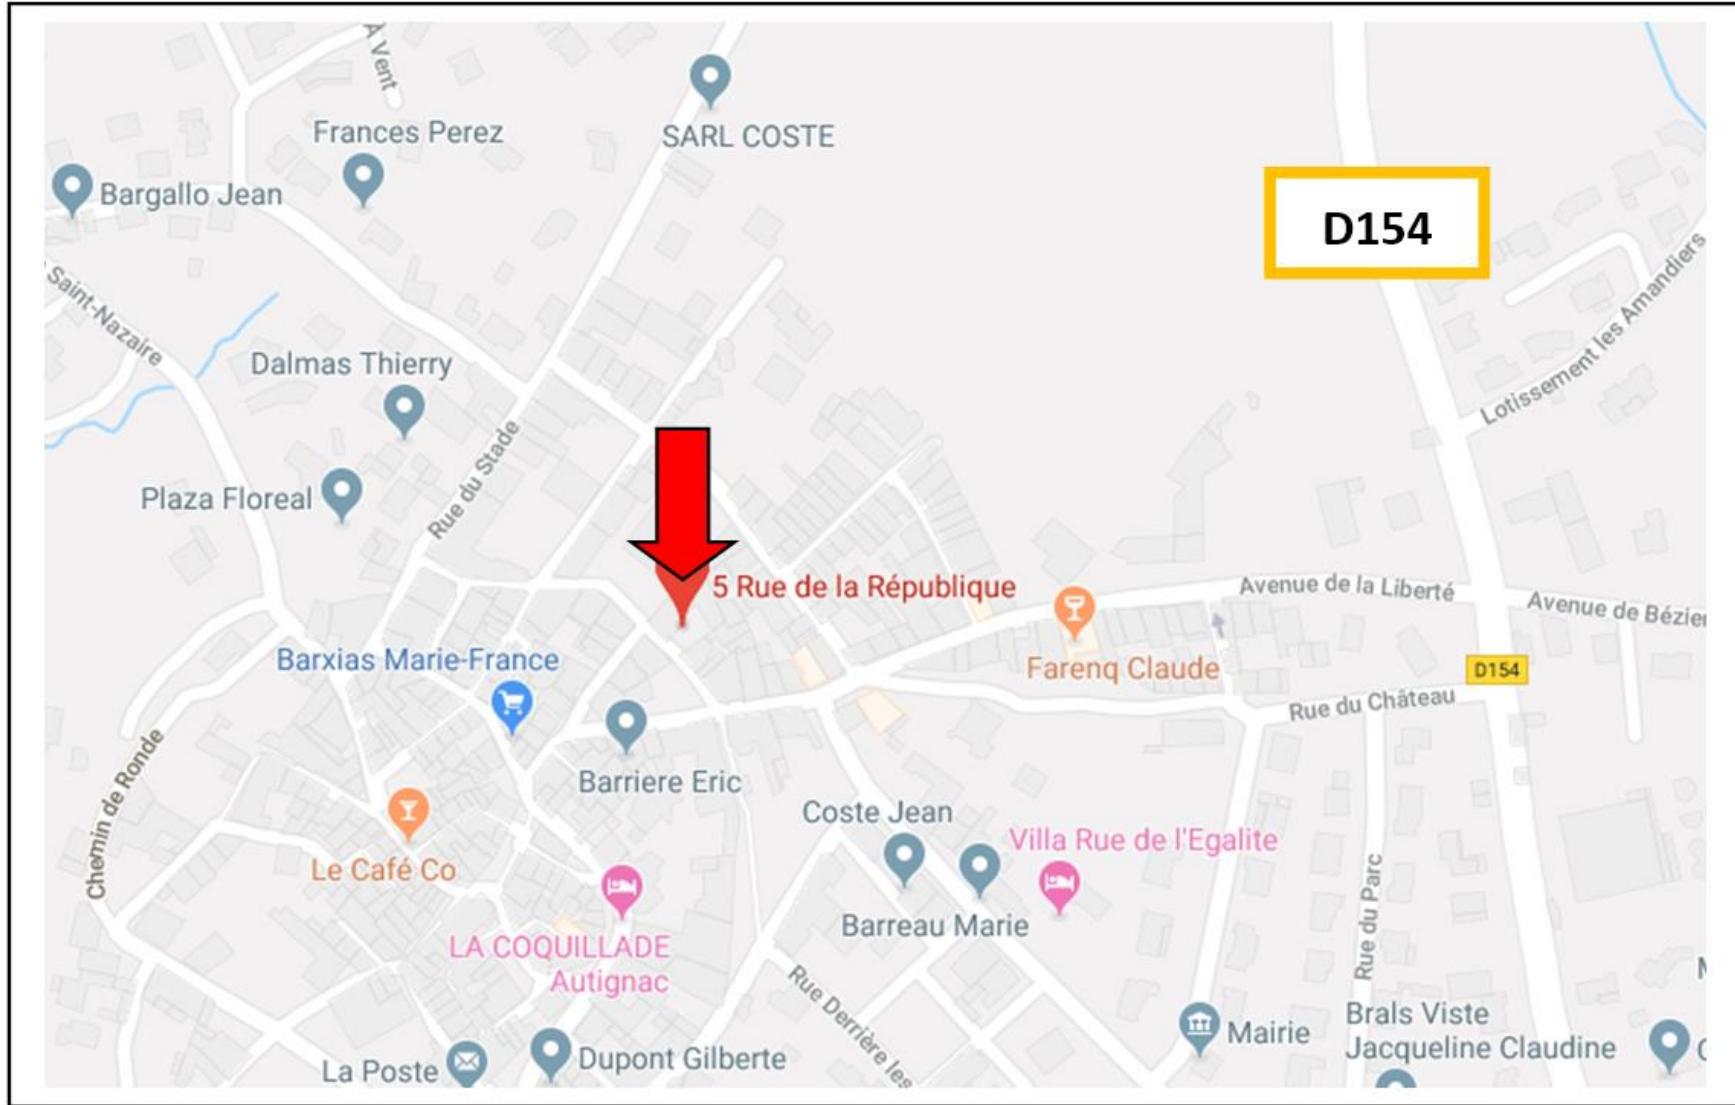 À Vent
Frances Perez
SARL COSTE
Bargallo Jean
D154
Saint-Nazaire
Lotissement les Amandiers
Dalmas Thierry
Rue du Stade
Plaza Floreal
5 Rue de la République
Avenue de la Liberté
Avenue de Bézier
Barxias Marie-France
Farenq Claude
D154
Rue du Château
Chemin de Ronde
Barriere Eric
Coste Jean
Villa Rue de l'Egalite
Le Café Co
Barreau Marie
Rue du Parc
LA COQUILLADE
Autignac
Rue Derrière les
Mairie
Brals Viste
Jacqueline Claudine
La Poste
Dupont Gilberte